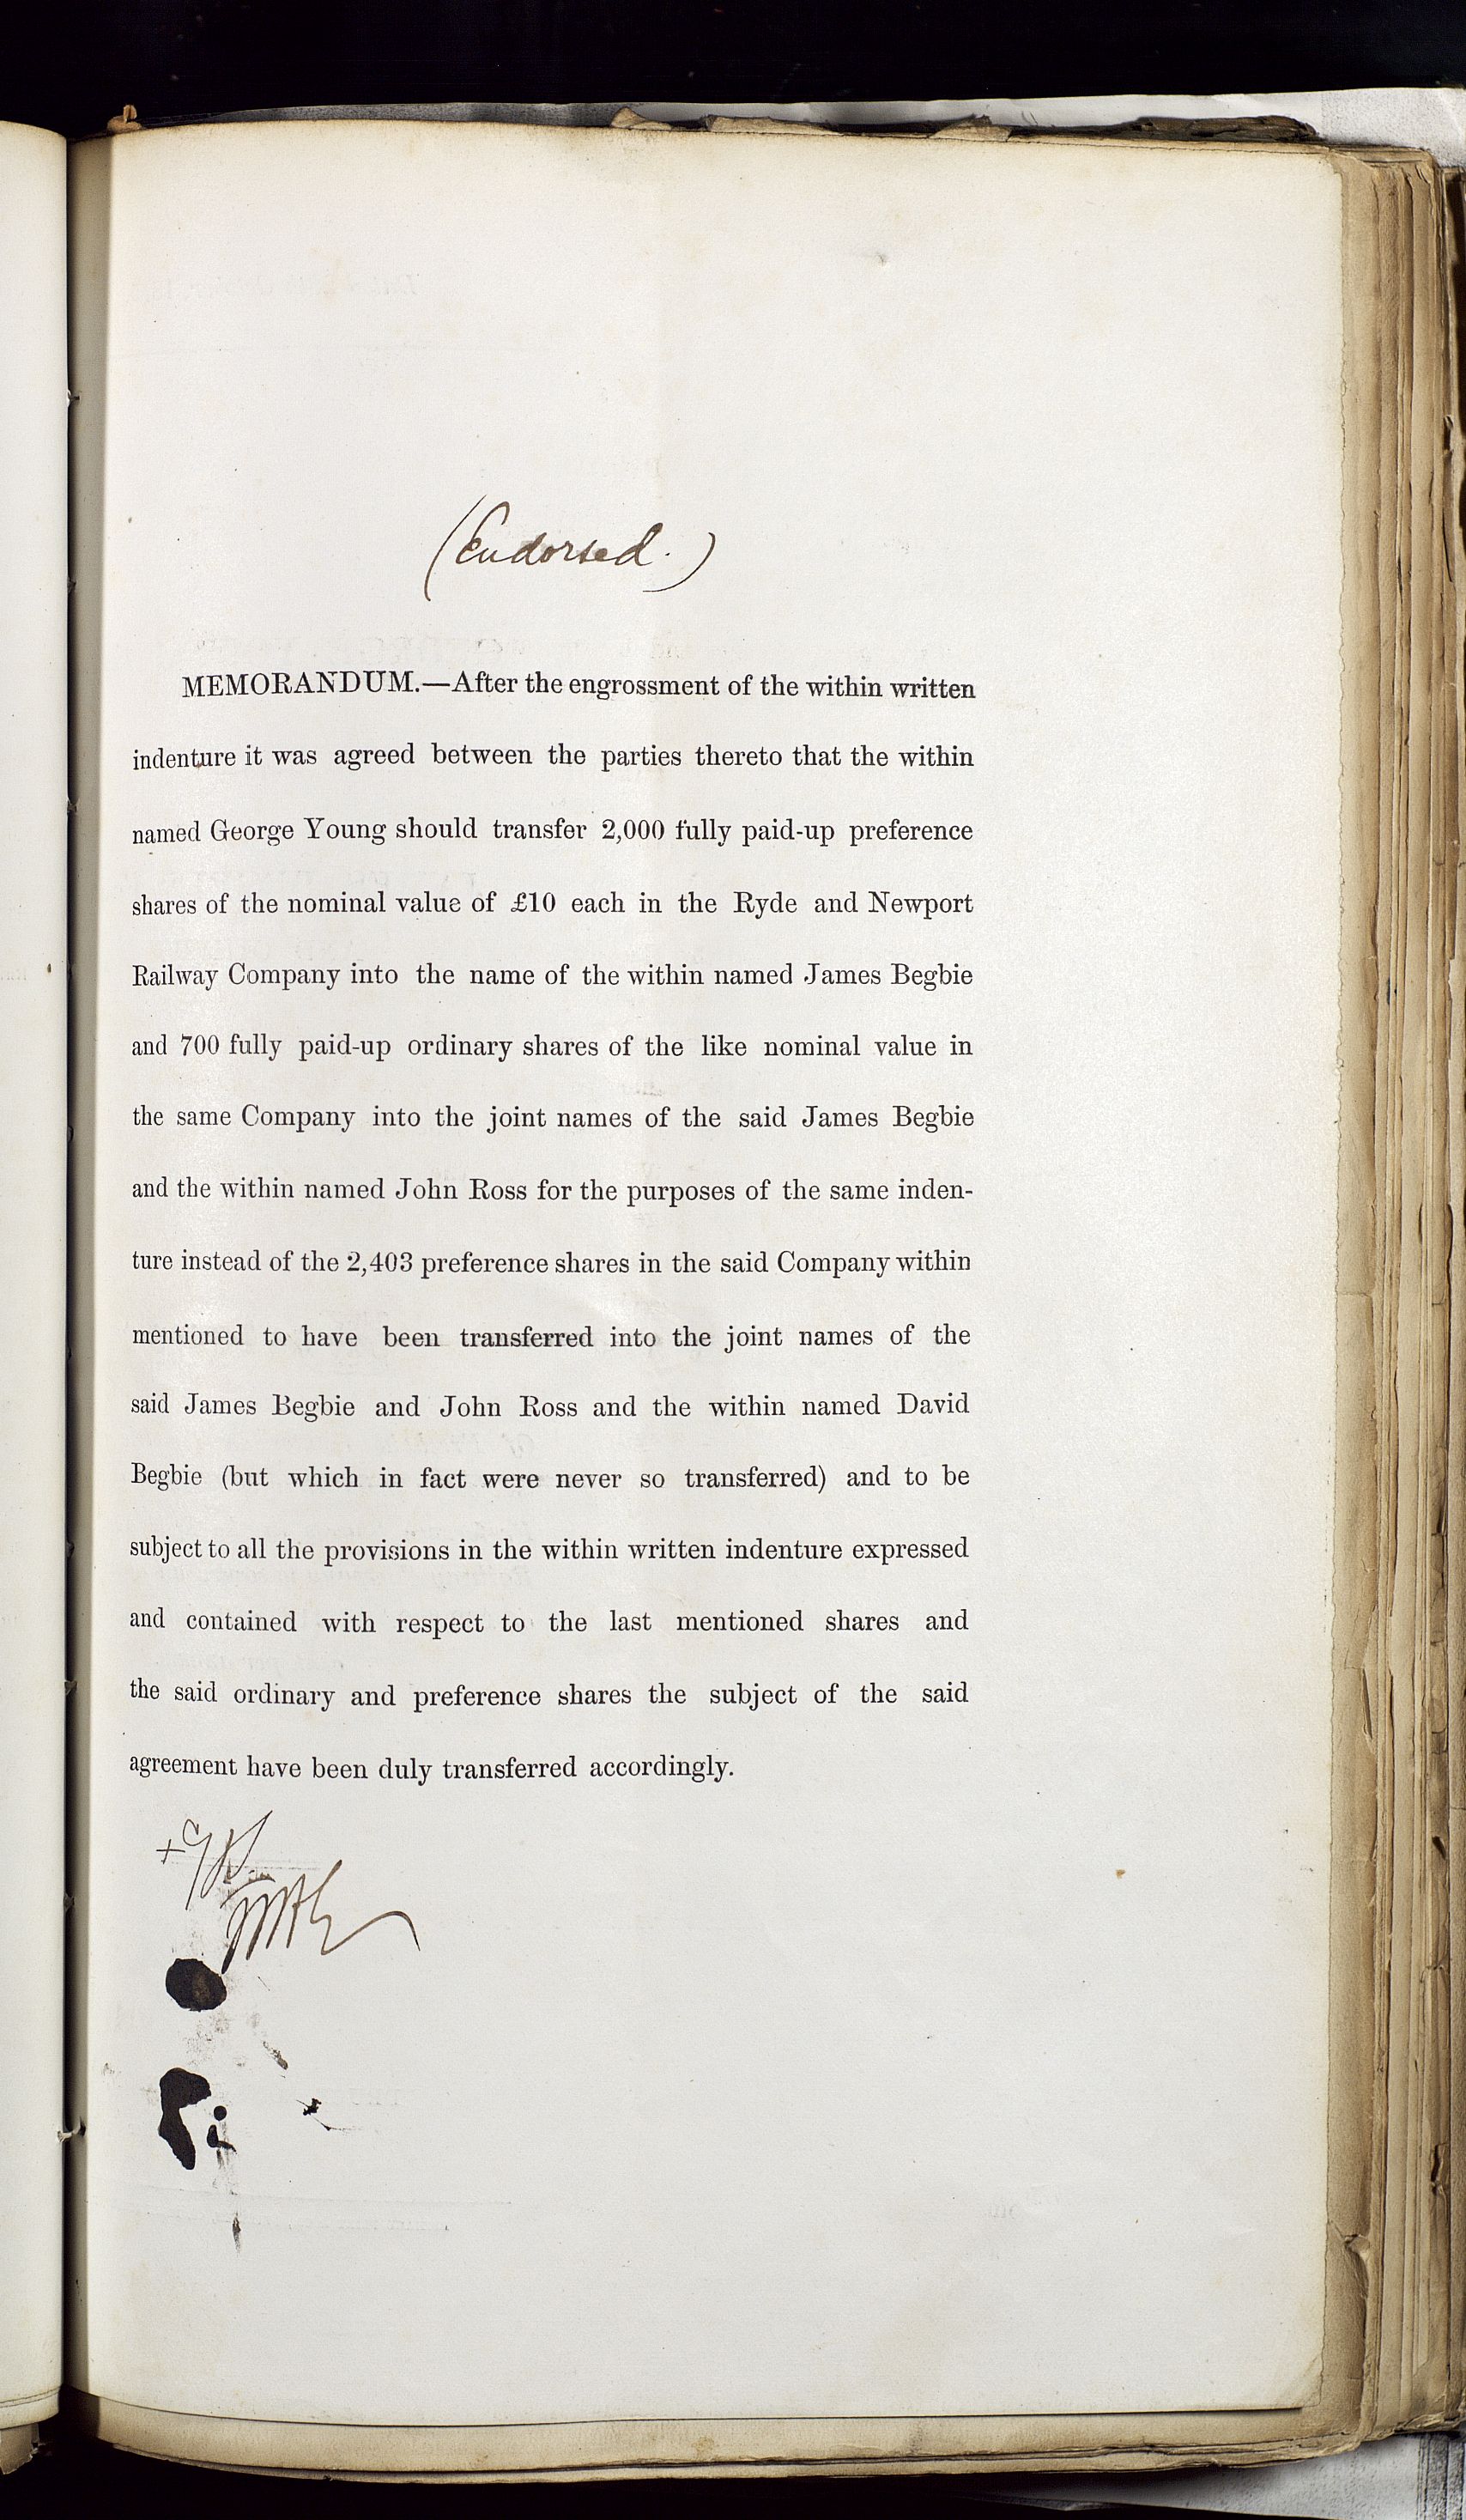 (Endorsed.)
MEMORANDUM.—After the engrossment of the within written
indenture it was agreed between the parties thereto that the within
named George Young should transfer 2,000 fully paid-up preference
shares of the nominal value of £10 each in the Ryde and Newport
Railway Company into the name of the within named James Begbie
and 700 fully paid-up ordinary shares of the like nominal value in
the same Company into the joint names of the said James Begbie
and the within named John Ross for the purposes of the same inden-
ture instead of the 2,403 preference shares in the said Company within
mentioned to have been transferred into the joint names of the
said James Begbie and John Ross and the within named David
Begbie (but which in fact were never so transferred) and to be
subject to all the provisions in the within written indenture expressed
and contained with respect to the last mentioned shares and
the said ordinary and preference shares the subject of the said
agreement have been duly transferred accordingly.